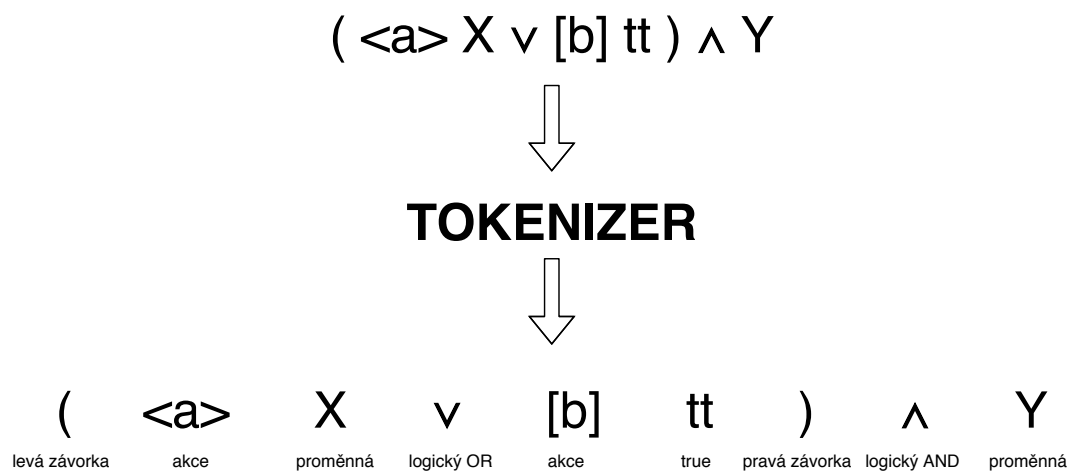 ( <a> X ∨ [b] tt ) ∧ Y
TOKENIZER
( <a> X ∨ [b] tt ) ∧ Y
levá závorka akce proměnná logický OR akce true pravá závorka logický AND proměnná